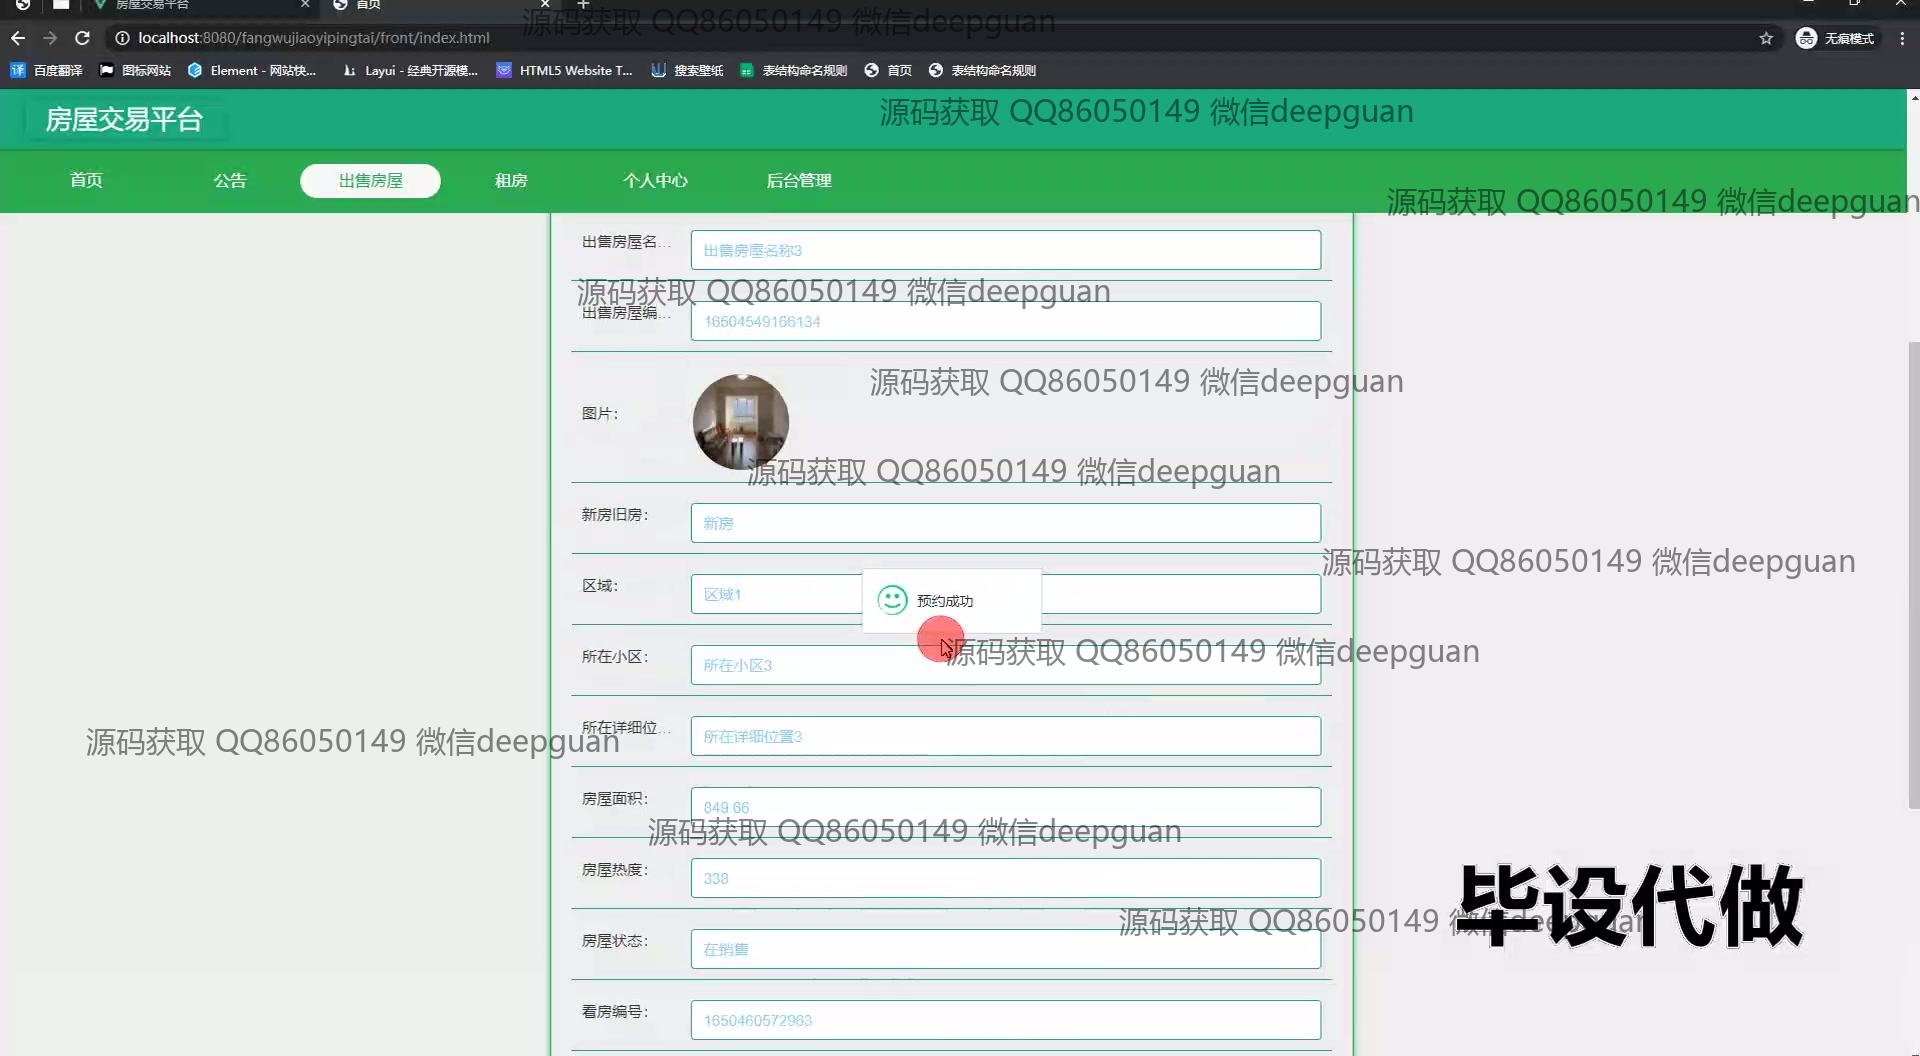 房屋交易平台
首页
localhost:8080/fangwujiaoyipingtai/front/index.html
无痕模式
百度翻译
图标网站
Element - 网站快...
Layui - 经典开源模...
HTML5 Website T...
搜索壁纸
表结构命名规则
首页
表结构命名规则
源码获取 QQ86050149 微信deepguan
房屋交易平台
源码获取 QQ86050149 微信deepguan
首页
公告
出售房屋
租房
个人中心
后台管理
源码获取 QQ86050149 微信deepguan
出售房屋名...
出售房屋名称3
源码获取 QQ86050149 微信deepguan
出售房屋编...
16504549166134
图片：
源码获取 QQ86050149 微信deepguan
源码获取 QQ86050149 微信deepguan
新房旧房：
新房
源码获取 QQ86050149 微信deepguan
区域：
区域1
预约成功
所在小区：
所在小区3
源码获取 QQ86050149 微信deepguan
所在详细位...
所在详细位置3
源码获取 QQ86050149 微信deepguan
房屋面积：
849.66
源码获取 QQ86050149 微信deepguan
房屋热度：
338
毕设代做
源码获取 QQ86050149 微信deepguan
房屋状态：
在销售
看房编号：
1650460572963